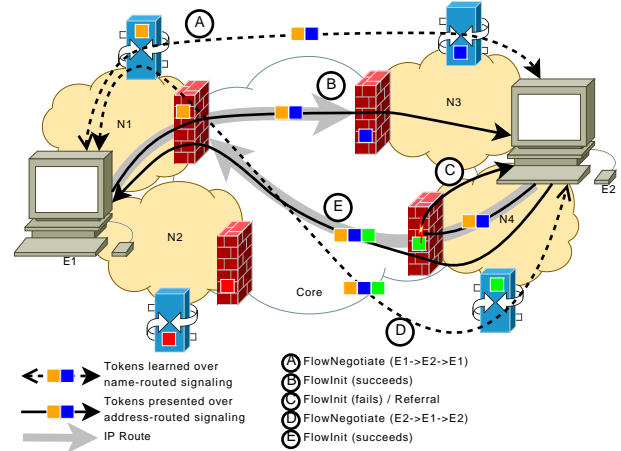 A
B
N1
N3
C
E2
E
N4
E1
N2
Core
D
Tokens learned over
name-routed signaling
Tokens presented over
address-routed signaling
IP Route
A FlowNegotiate (E1->E2->E1)
B FlowInit (succeeds)
C FlowInit (fails) / Referral
D FlowNegotiate (E2->E1->E2)
E FlowInit (succeeds)